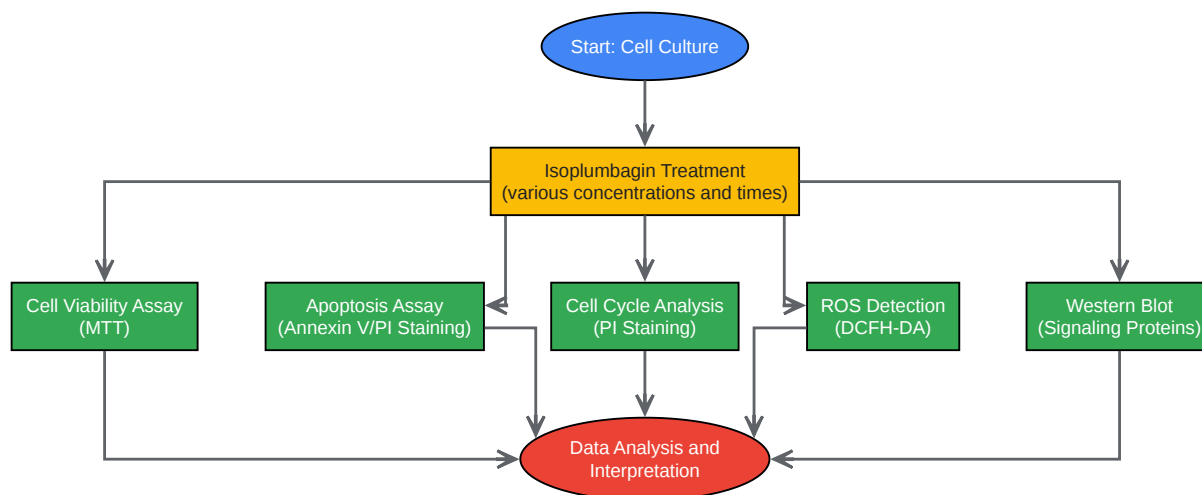 Start: Cell Culture
Isoplumbagin Treatment
(various concentrations and times)
Cell Viability Assay
(MTT)
Apoptosis Assay
(Annexin V/PI Staining)
Cell Cycle Analysis
(PI Staining)
ROS Detection
(DCFH-DA)
Western Blot
(Signaling Proteins)
Data Analysis and
Interpretation